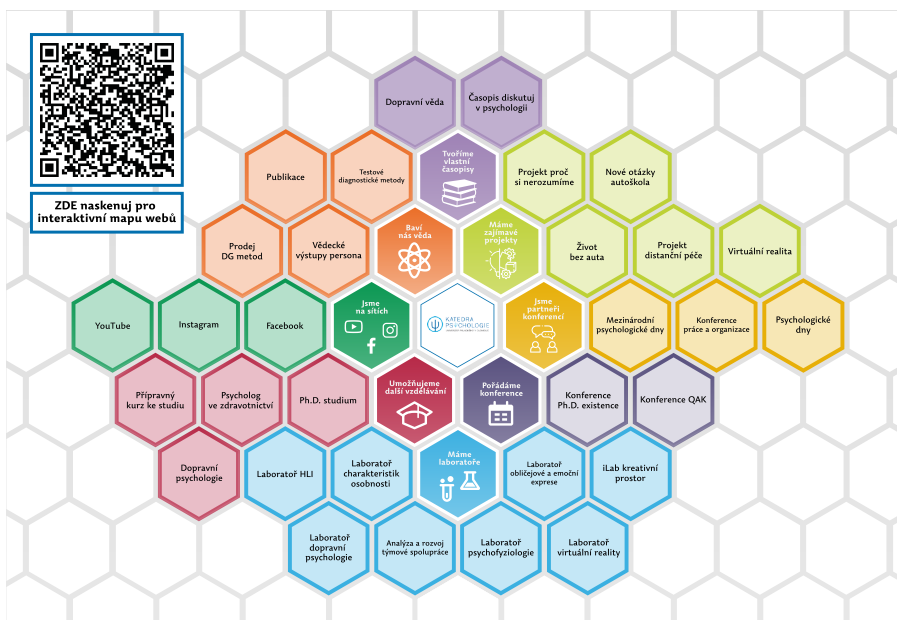 ZDE naskenuj pro
interaktivní mapu webů
Dopravní věda
Časopis diskutuj
v psychologii
Publikace
Testové
diagnostické metody
Tvoříme
vlastní
časopisy
Projekt proč
si nerozumíme
Nové otázky
autoškola
Prodej
DG metod
Vědecké
výstupy persona
Baví
nás věda
Máme
zajímavé
projekty
Život
bez auta
Projekt
distanční péče
Virtuální realita
YouTube
Instagram
Facebook
Jsme
na sítích
KATEDRA
PSYCHOLOGIE
Jsme
partneři
konferencí
Mezinárodní
psychologické dny
Konference
práce a organizace
Psychologické
dny
Přípravný
kurz ke studiu
Psycholog
ve zdravotnictví
Ph.D. studium
Umožňujeme
další vzdělávání
Pořádáme
konference
Konference
Ph.D. existence
Konference QAK
Dopravní
psychologie
Laboratoř HLI
Laboratoř
charakteristik
osobnosti
Máme
laboratoře
Laboratoř
obličejové a emoční
exprese
iLab kreativní
prostor
Laboratoř
dopravní
psychologie
Analýza a rozvoj
týmové spolupráce
Laboratoř
psychofyziologie
Laboratoř
virtuální reality